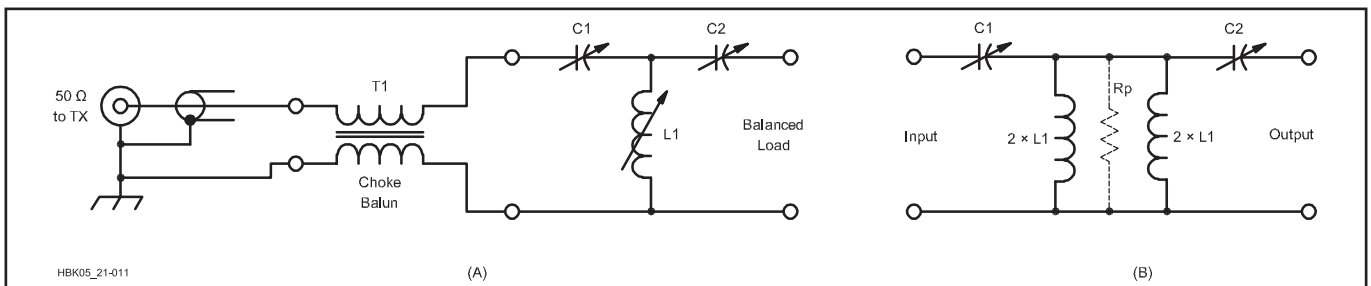 C1
C2
T1
50 Ω
to TX
L1
Balanced
Load
Choke
Balun
HBK05_21-011
(A)
C1
C2
Rp
Input
2 × L1
2 × L1
Output
(B)